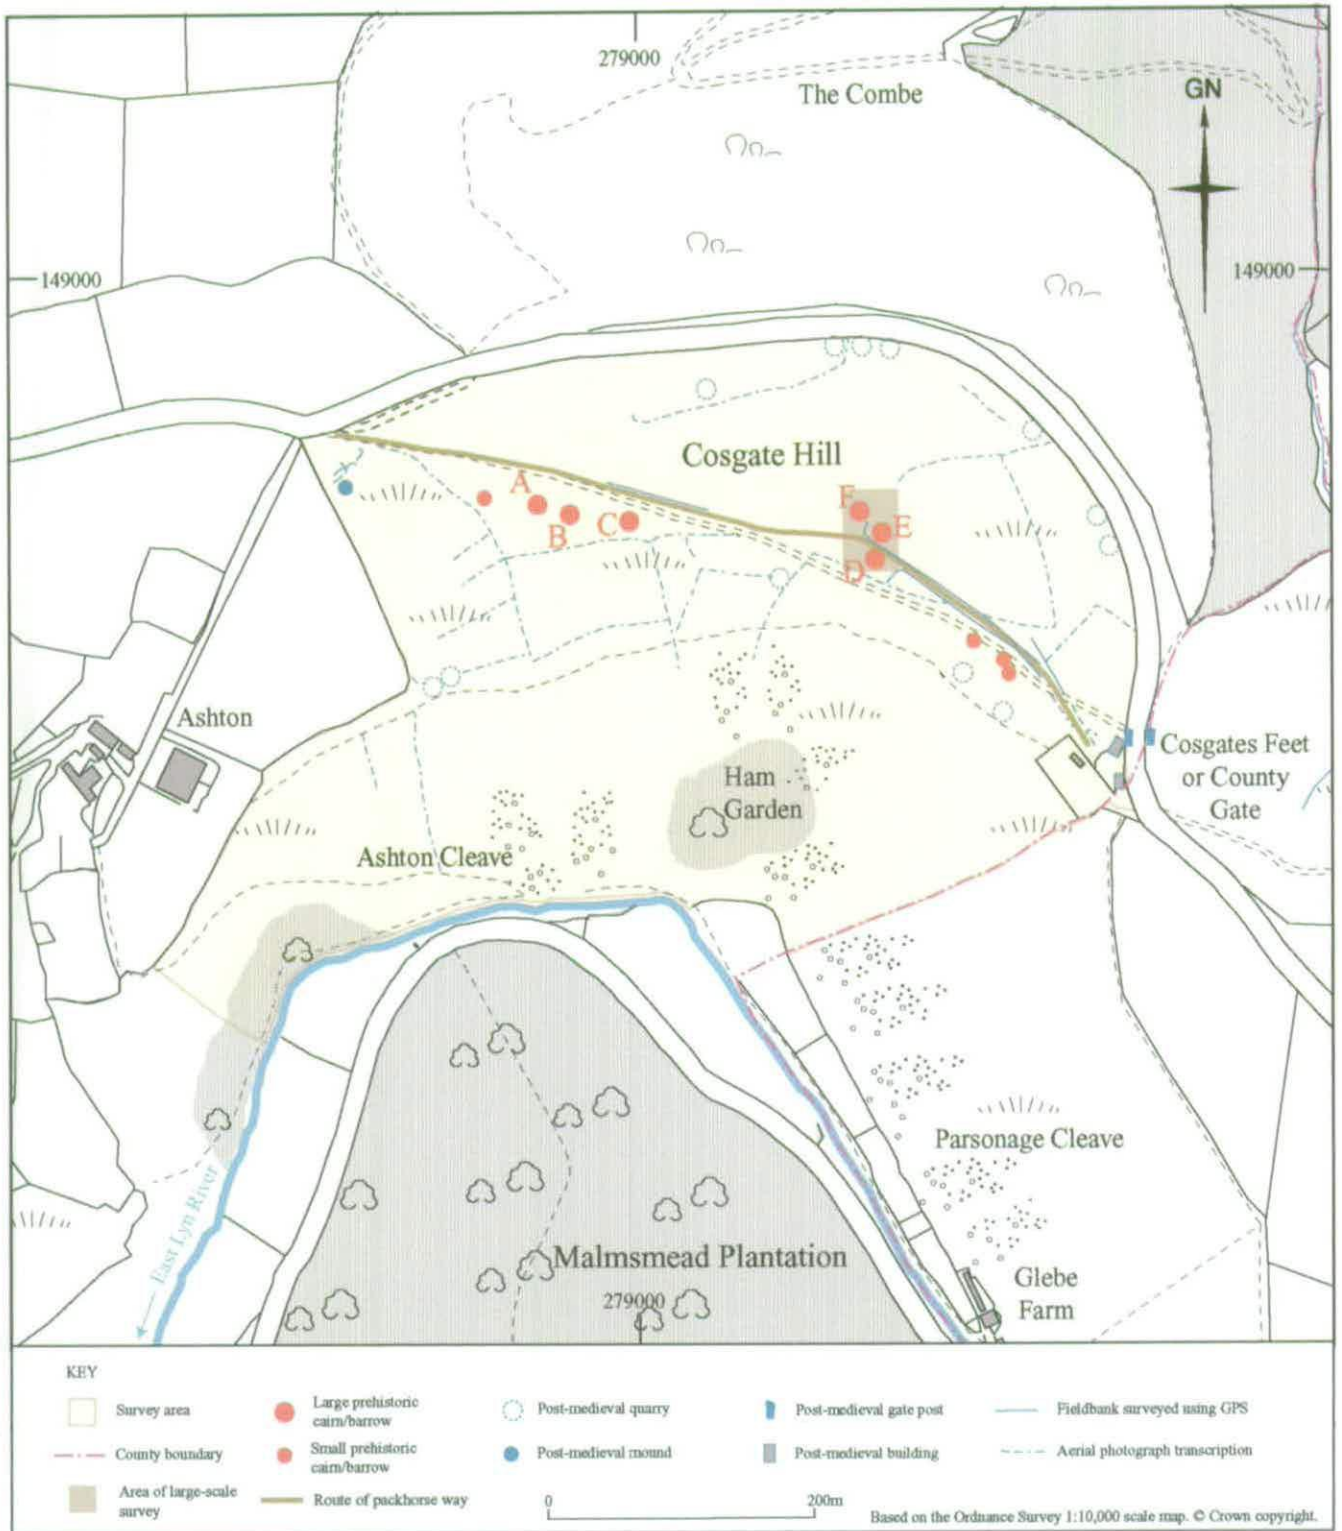 279000
The Combe
GN
149000
149000
Cosgate Hill
A
B
C
F
E
D
Ashton
Ham
Garden
Cosgates Feet
or County
Gate
Ashton Cleave
Parsonage Cleave
East Lyn River
Malmsmead Plantation
279000
Glebe
Farm
KEY
Survey area
Large prehistoric
cairn/barrow
Post-medieval quarry
Post-medieval gate post
Fieldbank surveyed using GPS
County boundary
Small prehistoric
cairn/barrow
Post-medieval mound
Post-medieval building
Aerial photograph transcription
Area of large-scale
survey
Route of packhorse way
0
200m
Based on the Ordnance Survey 1:10,000 scale map. © Crown copyright.